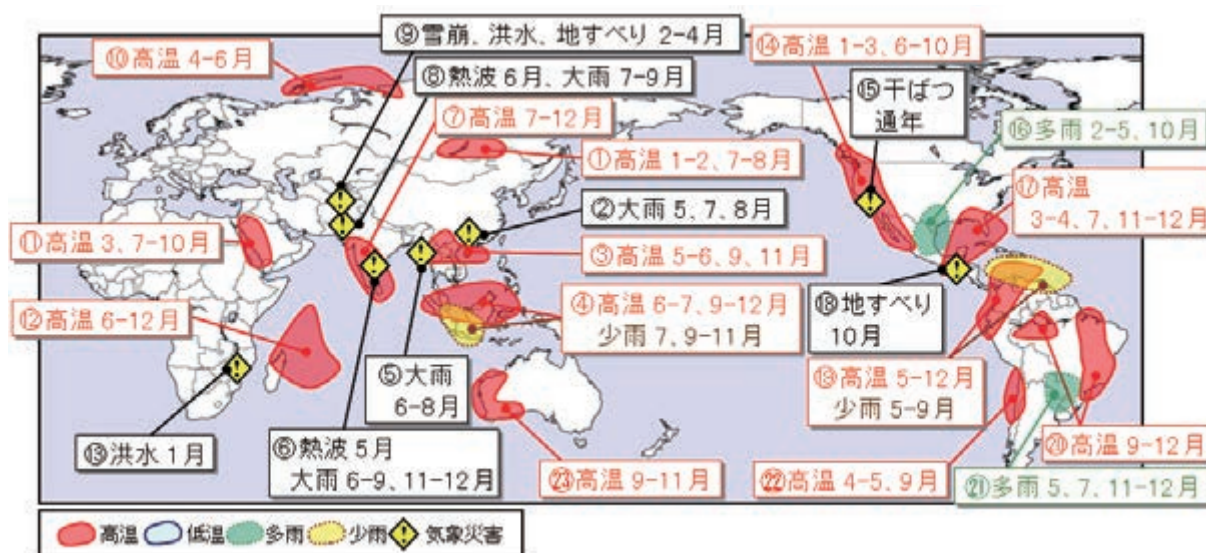 ⑨雪崩、洪水、地すべり 2-4月
⑩高温 4-6月
⑧熱波 6月、大雨 7-9月
⑭高温 1-3、6-10月
⑮干ばつ
通年
⑦高温 7-12月
⑯多雨 2-5、10月
①高温 1-2、7-8月
⑰高温
3-4、7、11-12月
②大雨 5、7、8月
⑪高温 3、7-10月
③高温 5-6、9、11月
④高温 6-7、9-12月
少雨 7、9-11月
⑫高温 6-12月
⑱地すべり
10月
⑤大雨
6-8月
⑲高温 5-12月
少雨 5-9月
⑬洪水 1月
⑥熱波 5月
大雨 6-9、11-12月
⑳高温 9-12月
㉓高温 9-11月
㉒高温 4-5、9月
㉑多雨 5、7、11-12月
高温 低温 多雨 少雨 気象災害